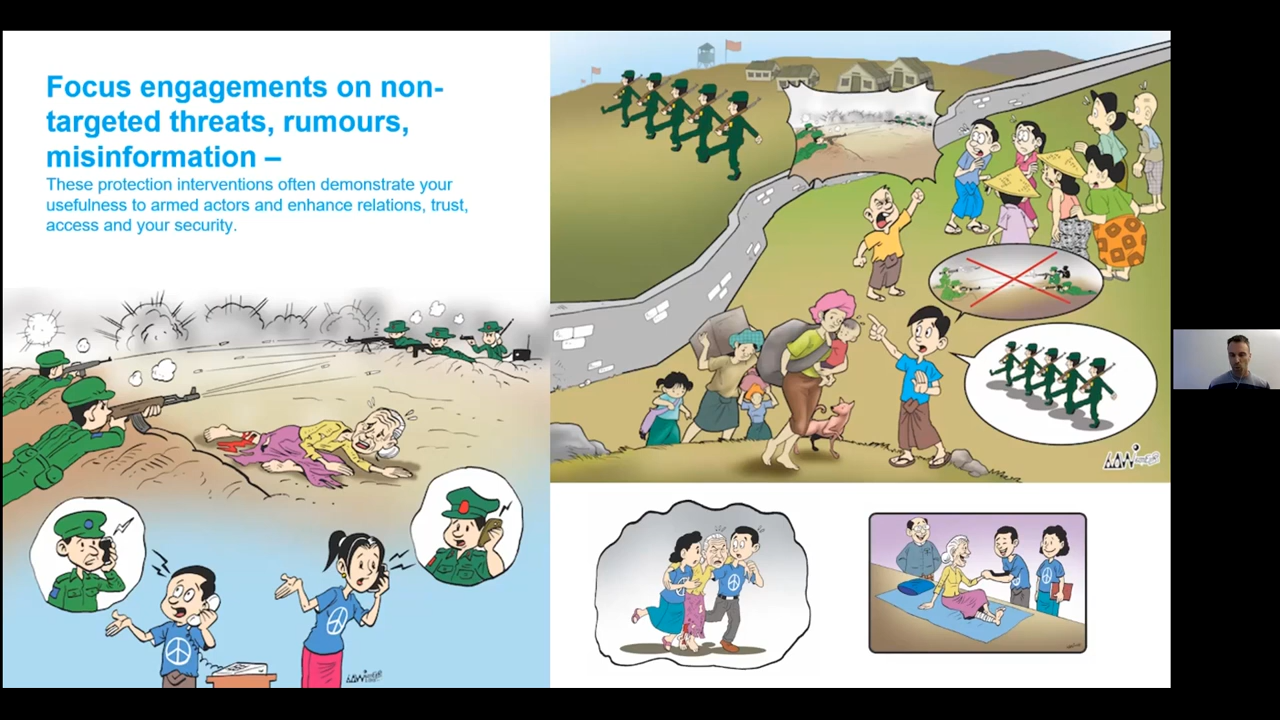 Focus engagements on non-
targeted threats, rumours,
misinformation –
These protection interventions often demonstrate your
usefulness to armed actors and enhance relations, trust,
access and your security.